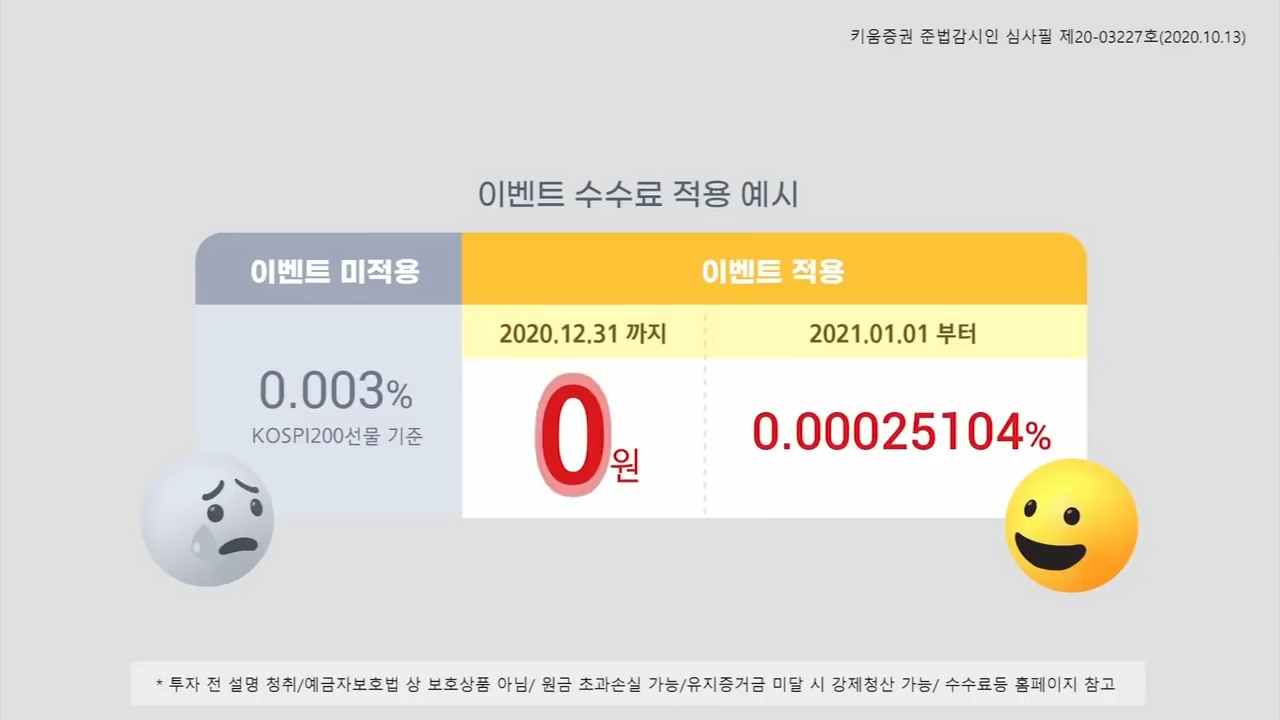 키움증권 준법감시인 심사필 제20-03227호(2020.10.13)
이벤트 수수료 적용 예시
이벤트 미적용
이벤트 적용
2020.12.31 까지
2021.01.01 부터
0.003%
KOSPI200선물 기준
0원
0.00025104%
* 투자 전 설명 청취/예금자보호법 상 보호상품 아님/ 원금 초과손실 가능/유지증거금 미달 시 강제청산 가능/ 수수료등 홈페이지 참고